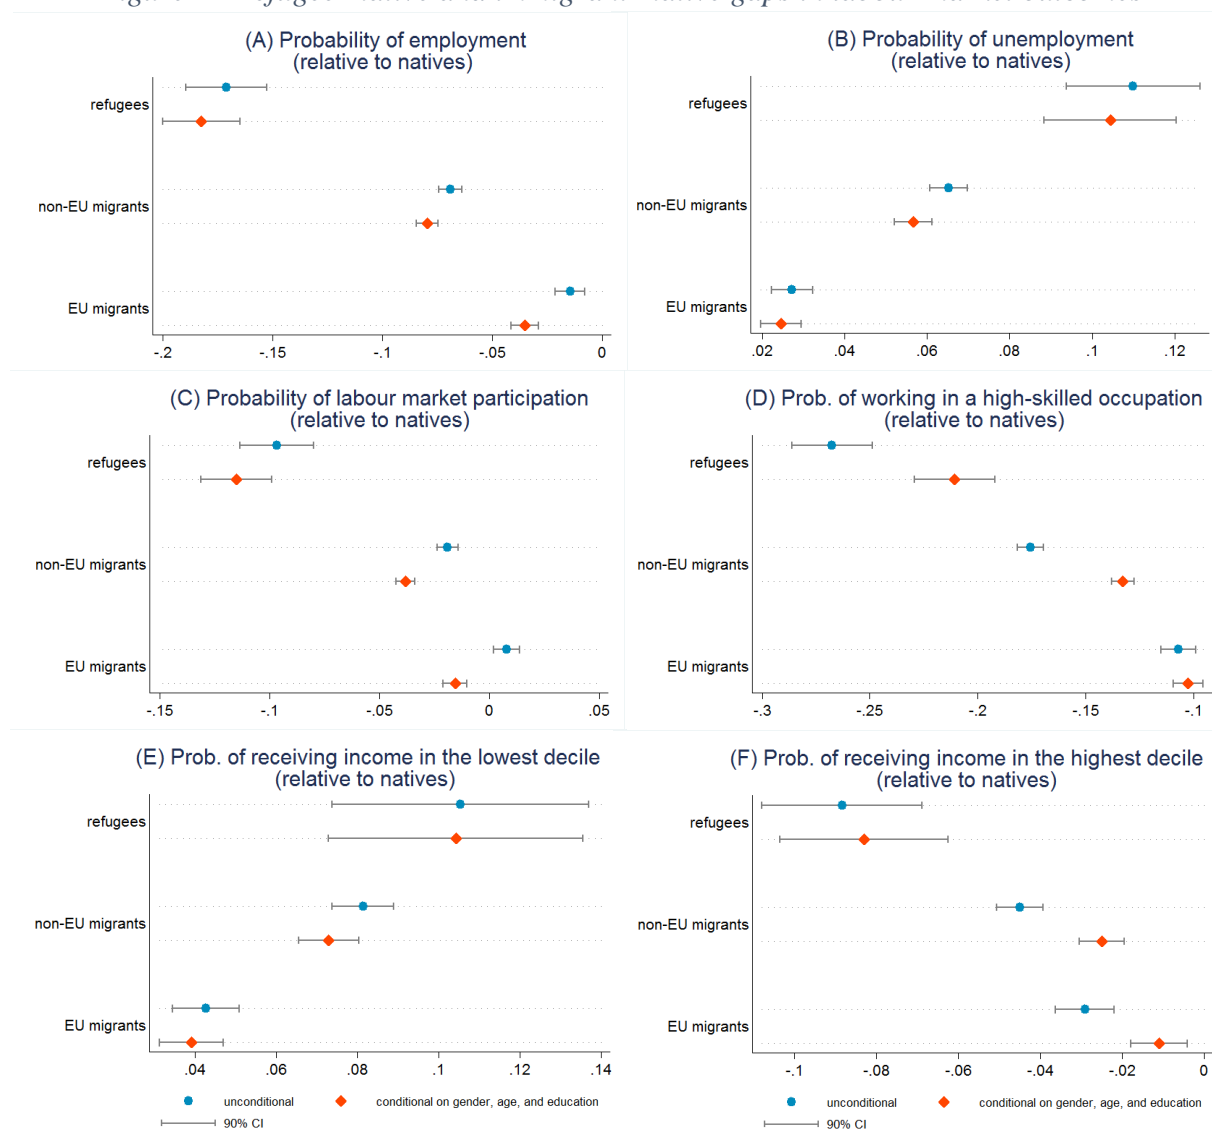 (A) Probability of employment
(relative to natives)
refugees
non-EU migrants
EU migrants
-.2 -.15 -.1 -.05 0
(B) Probability of unemployment
(relative to natives)
refugees
non-EU migrants
EU migrants
.02 .04 .06 .08 .1 .12
(C) Probability of labour market participation
(relative to natives)
refugees
non-EU migrants
EU migrants
-.15 -.1 -.05 0 .05
(D) Prob. of working in a high-skilled occupation
(relative to natives)
refugees
non-EU migrants
EU migrants
-.3 -.25 -.2 -.15 -.1
(E) Prob. of receiving income in the lowest decile
(relative to natives)
refugees
non-EU migrants
EU migrants
.04 .06 .08 .1 .12 .14
unconditional conditional on gender, age, and education
90% CI
(F) Prob. of receiving income in the highest decile
(relative to natives)
refugees
non-EU migrants
EU migrants
-.1 -.08 -.06 -.04 -.02 0
unconditional conditional on gender, age, and education
90% CI